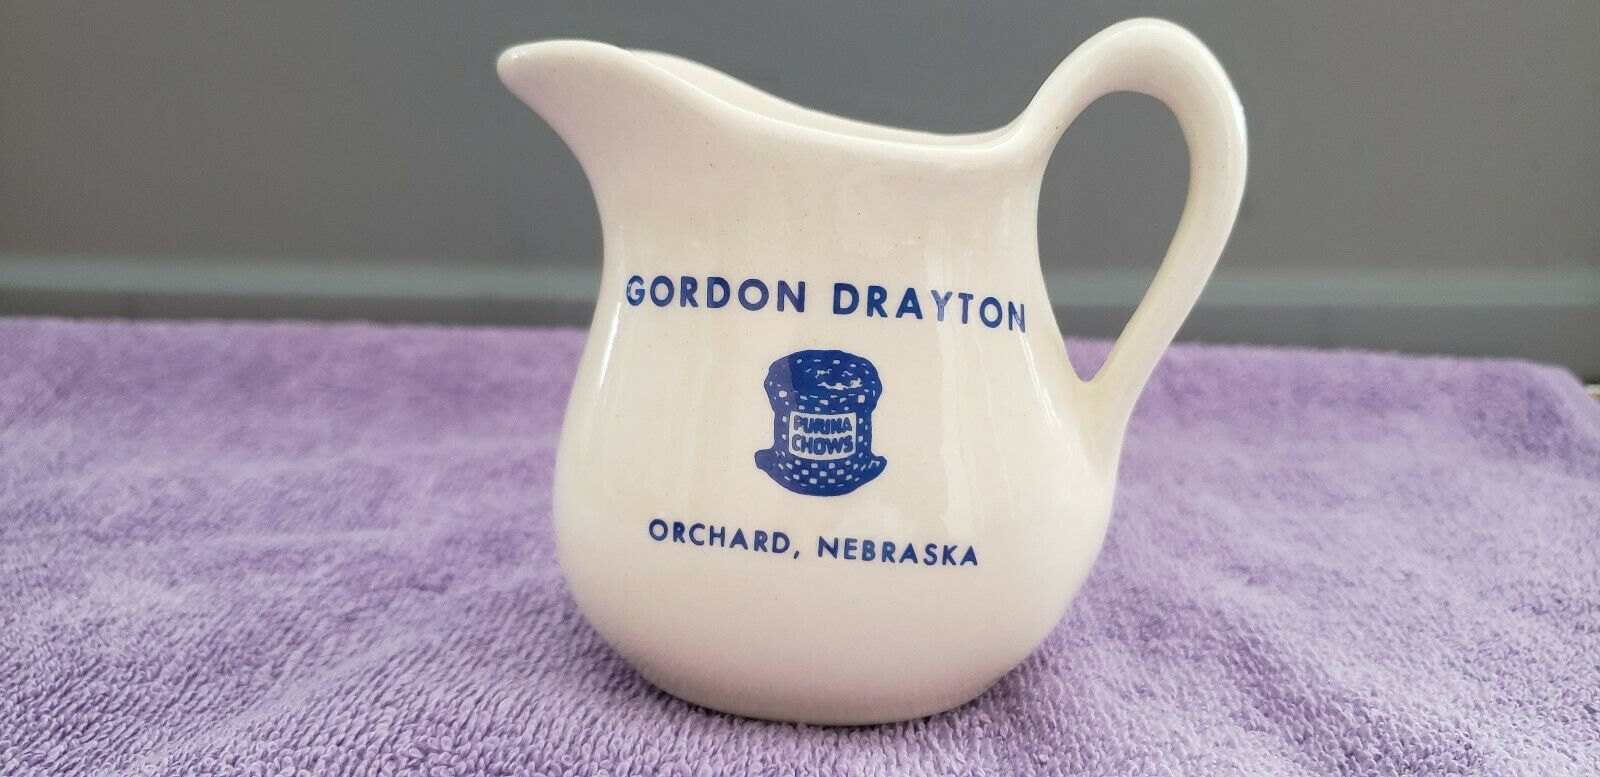 GORDON DRAYTON
PURINA
CHOWS
ORCHARD, NEBRASKA